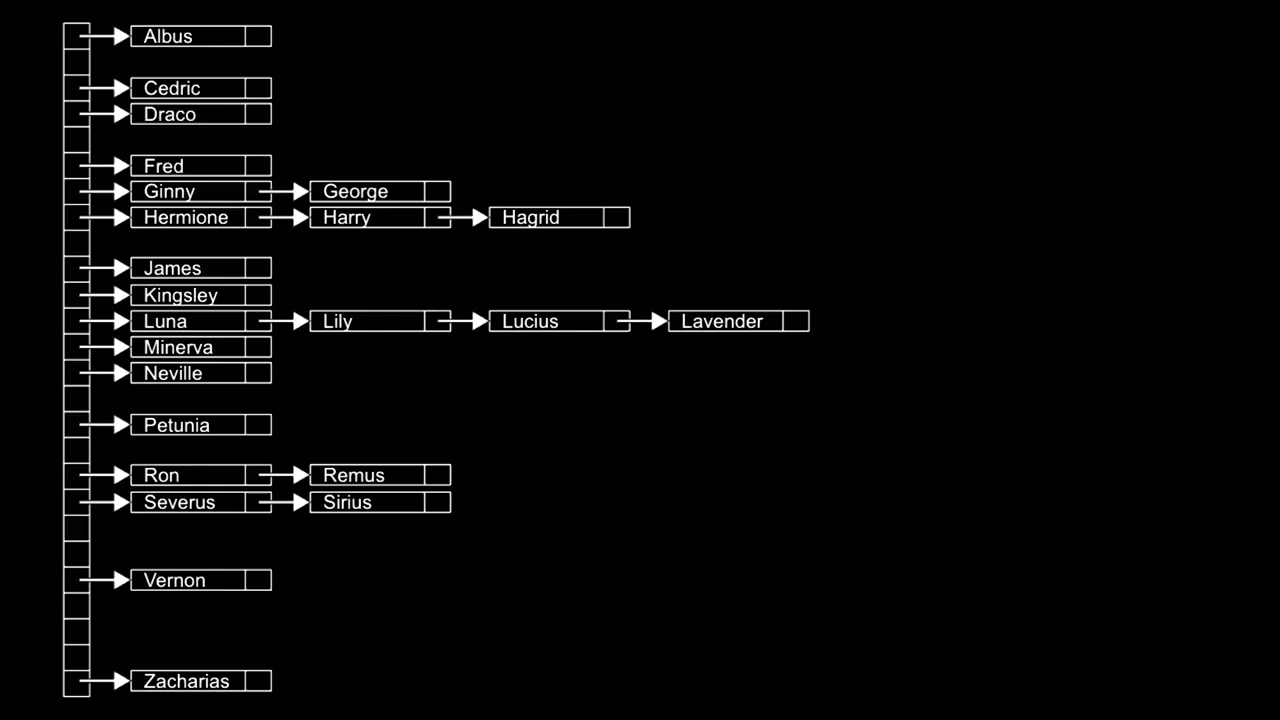 Albus
Cedric
Draco
Fred
Ginny George
Hermione Harry Hagrid
James
Kingsley
Luna Lily Lucius Lavender
Minerva
Neville
Petunia
Ron Remus
Severus Sirius
Vernon
Zacharias